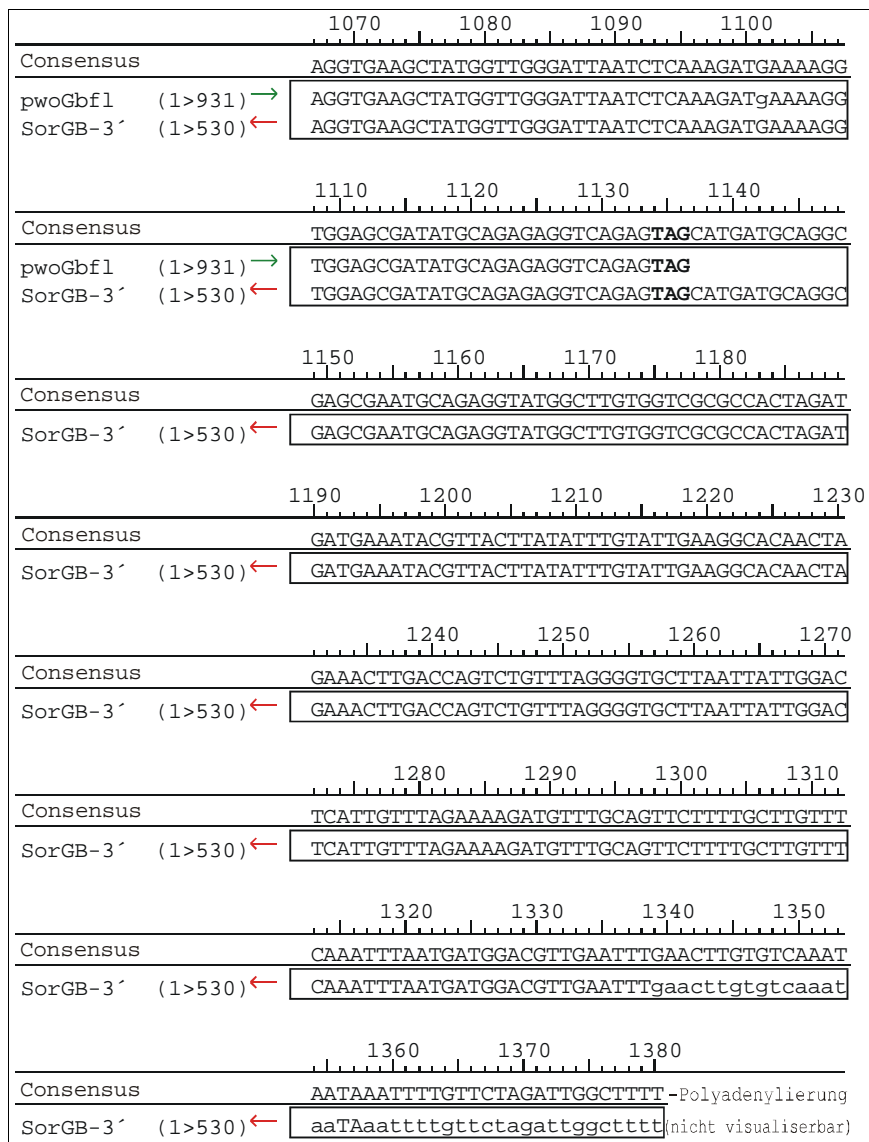 1070 1080 1090 1100
Consensus AGGTGAAGCTATGGTTGGGATTAATCTCAAAGATGAAAAGG
pwoGbfl (1>931) → AGGTGAAGCTATGGTTGGGATTAATCTCAAAGATgAAAAGG
SorGB-3´ (1>530) ← AGGTGAAGCTATGGTTGGGATTAATCTCAAAGATGAAAAGG
1110 1120 1130 1140
Consensus TGGAGCGATATGCAGAGAGGTCAGAGTAGCATGATGCAGGC
pwoGbfl (1>931) → TGGAGCGATATGCAGAGAGGTCAGAGTAG
SorGB-3´ (1>530) ← TGGAGCGATATGCAGAGAGGTCAGAGTAGCATGATGCAGGC
1150 1160 1170 1180
Consensus GAGCGAATGCAGAGGTATGGCTTGTGGTCGCGCCACTAGAT
SorGB-3´ (1>530) ← GAGCGAATGCAGAGGTATGGCTTGTGGTCGCGCCACTAGAT
1190 1200 1210 1220 1230
Consensus GATGAAATACGTTACTTATATTTGTATTGAAGGCACAACTA
SorGB-3´ (1>530) ← GATGAAATACGTTACTTATATTTGTATTGAAGGCACAACTA
1240 1250 1260 1270
Consensus GAAACTTGACCAGTCTGTTTAGGGGTGCTTAATTATTGGAC
SorGB-3´ (1>530) ← GAAACTTGACCAGTCTGTTTAGGGGTGCTTAATTATTGGAC
1280 1290 1300 1310
Consensus TCATTGTTTAGAAAAGATGTTTGCAGTTCTTTTGCTTGTTT
SorGB-3´ (1>530) ← TCATTGTTTAGAAAAGATGTTTGCAGTTCTTTTGCTTGTTT
1320 1330 1340 1350
Consensus CAAATTTAATGATGGACGTTGAATTTGAACTTGTGTCAAAT
SorGB-3´ (1>530) ← CAAATTTAATGATGGACGTTGAATTTgaacttgtgtcaaat
1360 1370 1380
Consensus AATAAATTTTGTTCTAGATTGGCTTTT -Polyadenylierung
SorGB-3´ (1>530) ← aaTAaattttgttctagattggctttt (nicht visualiserbar)